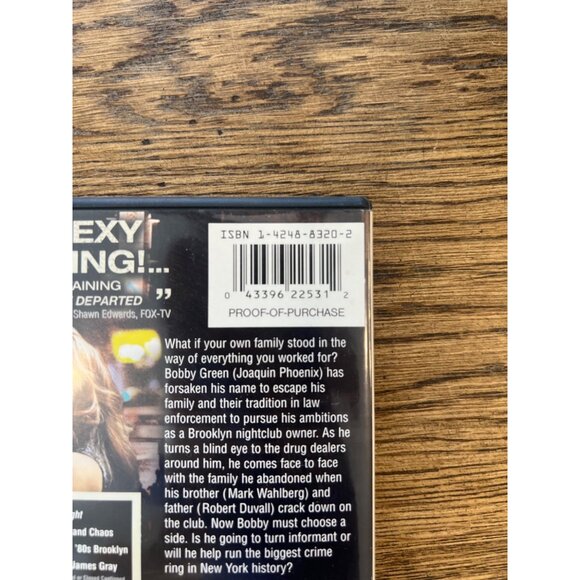 EXY
ING!...
AINING
DEPARTED”
Shawn Edwards, FOX-TV
ISBN 1-4248-8320-2
0 43396 22531 2
PROOF-OF-PURCHASE
What if your own family stood in the
way of everything you worked for?
Bobby Green (Joaquin Phoenix) has
forsaken his name to escape his
family and their tradition in law
enforcement to pursue his ambitions
as a Brooklyn nightclub owner. As he
turns a blind eye to the drug dealers
around him, he comes face to face
with the family he abandoned when
his brother (Mark Wahlberg) and
father (Robert Duvall) crack down on
the club. Now Bobby must choose a
side. Is he going to turn informant or
will he help run the biggest crime
ring in New York history?
ight
and Chaos
'80s Brooklyn
James Gray